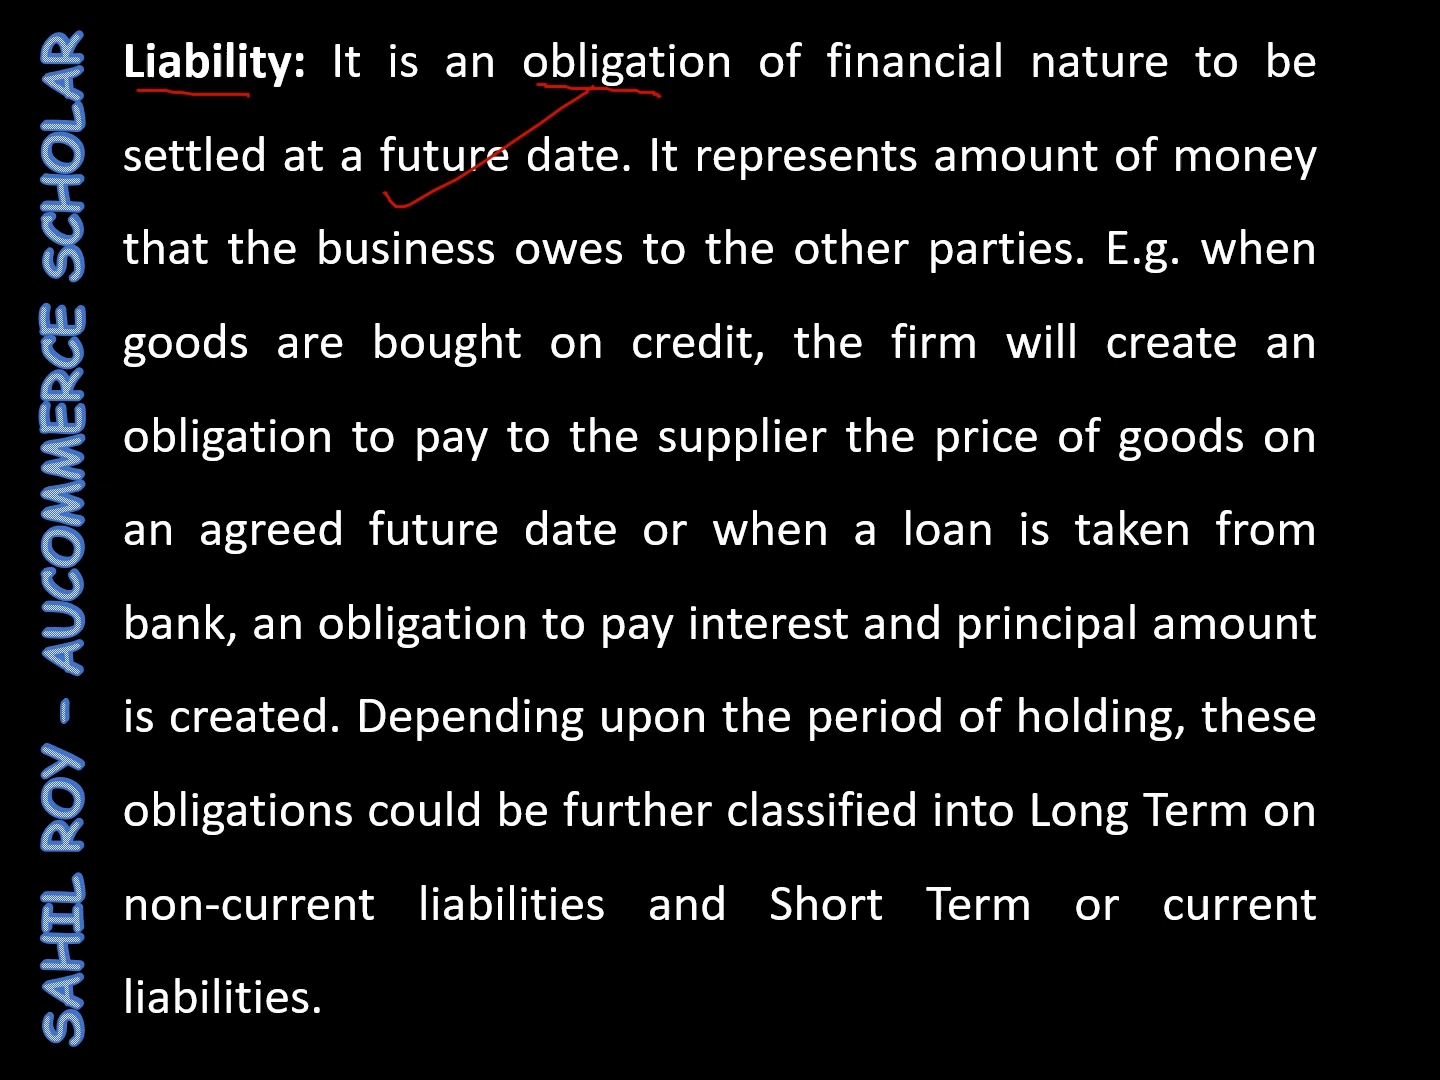 SAHIL ROY - AUCOMMERCE SCHOLAR
Liability: It is an obligation of financial nature to be
settled at a future date. It represents amount of money
that the business owes to the other parties. E.g. when
goods are bought on credit, the firm will create an
obligation to pay to the supplier the price of goods on
an agreed future date or when a loan is taken from
bank, an obligation to pay interest and principal amount
is created. Depending upon the period of holding, these
obligations could be further classified into Long Term on
non-current liabilities and Short Term or current
liabilities.